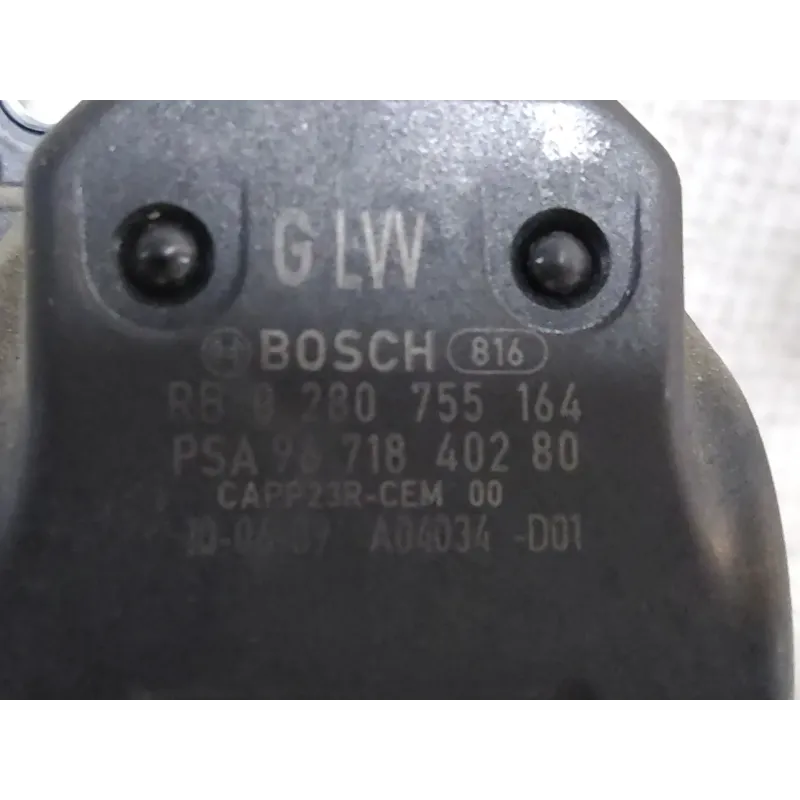 GLW
BOSCH 816
RB 0 280 755 164
PSA 96 718 402 80
CAPP23R-CEM 00
A04034 -D01